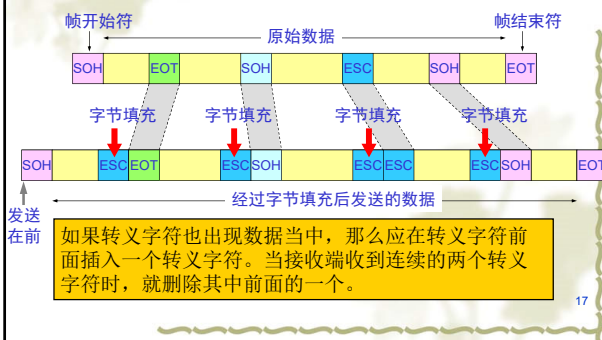 帧开始符 帧结束符
原始数据
SOH EOT SOH ESC SOH EOT
字节填充 字节填充 字节填充 字节填充
SOH ESC EOT ESC SOH ESC ESC ESC SOH EOT
经过字节填充后发送的数据
发送
在前
如果转义字符也出现数据当中，那么应在转义字符前
面插入一个转义字符。当接收端收到连续的两个转义
字符时，就删除其中前面的一个。
17